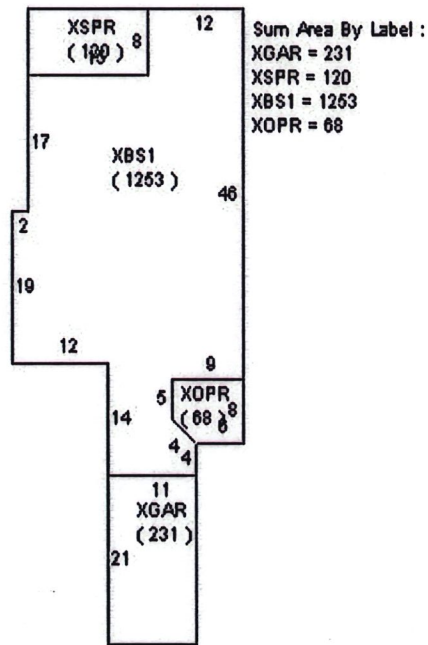 12
Sum Area By Label :
XSPR
8
( 120 )
15
XGAR = 231
XSPR = 120
XBS1 = 1253
XOPR = 68
17
XBS1
( 1253 )
46
2
19
12
9
5
XOPR
8
( 68 )
6
14
4
4
11
XGAR
( 231 )
21